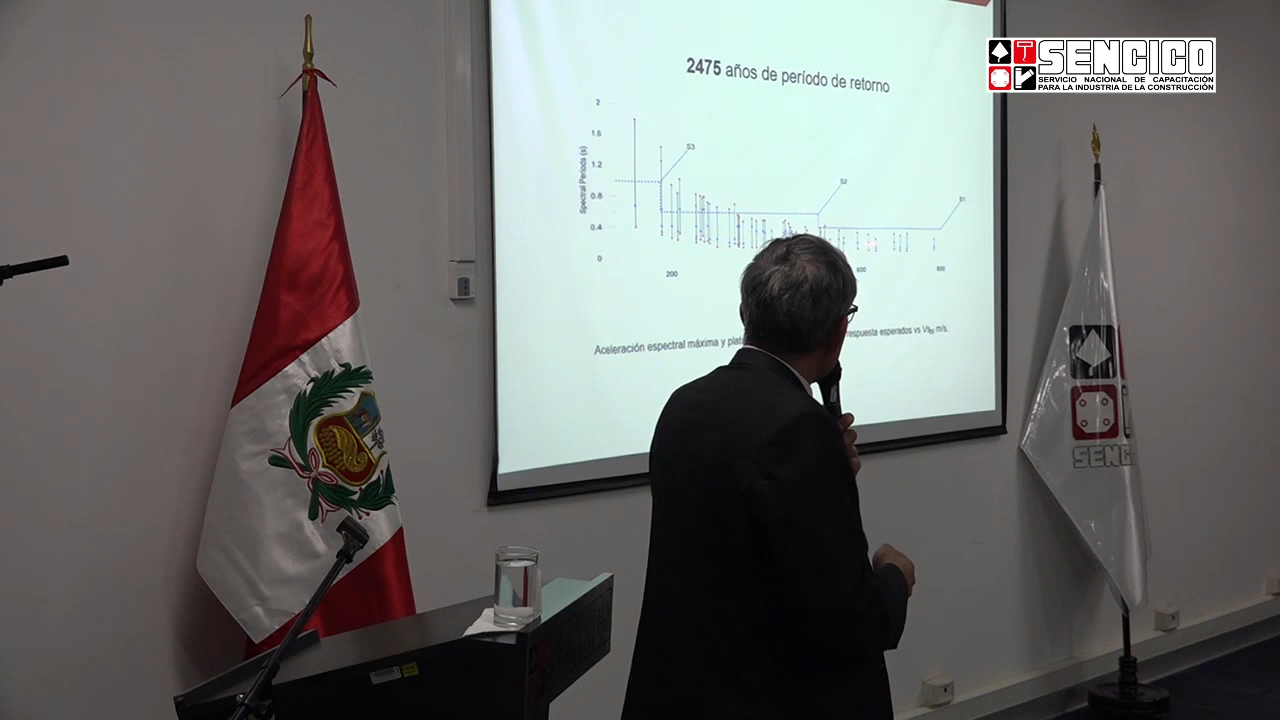 SENCICO
SERVICIO NACIONAL DE CAPACITACIÓN
PARA LA INDUSTRIA DE LA CONSTRUCCIÓN
2475 años de período de retorno
2
1.6
1.2
0.8
0.4
0
Spectral Periods (s)
S3
S2
S1
200
600
800
Aceleración espectral máxima y
respuesta esperados vs Vs30 m/s.
SENC